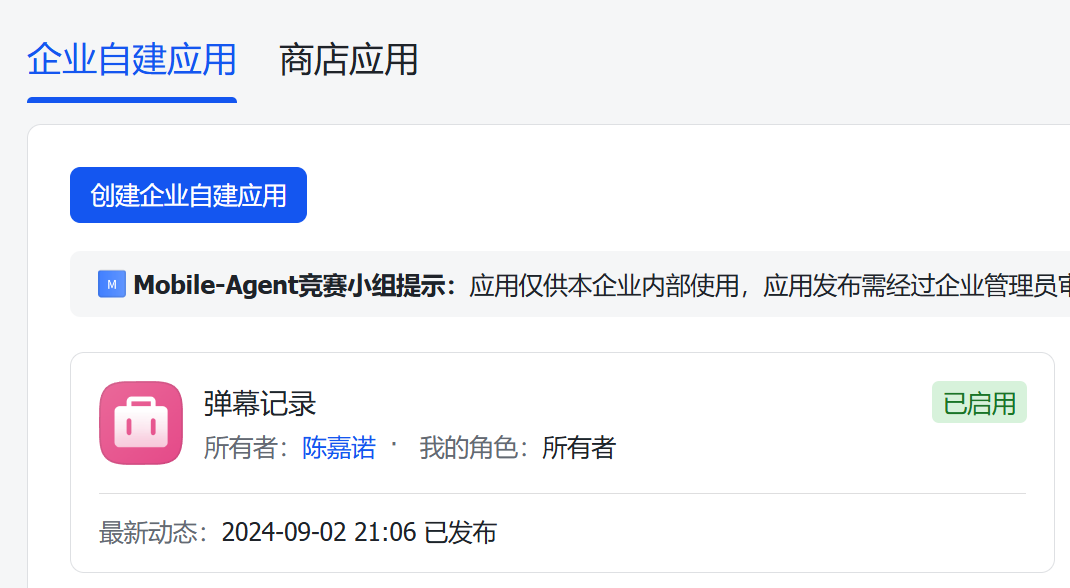 企业自建应用 商店应用
创建企业自建应用
M Mobile-Agent竞赛小组提示：应用仅供本企业内部使用，应用发布需经过企业管理员审
弹幕记录 已启用
所有者：陈嘉诺 · 我的角色：所有者
最新动态：2024-09-02 21:06 已发布